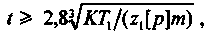 t ⩾ 2,8∛(KT₁/(z₁[p]m)) ,